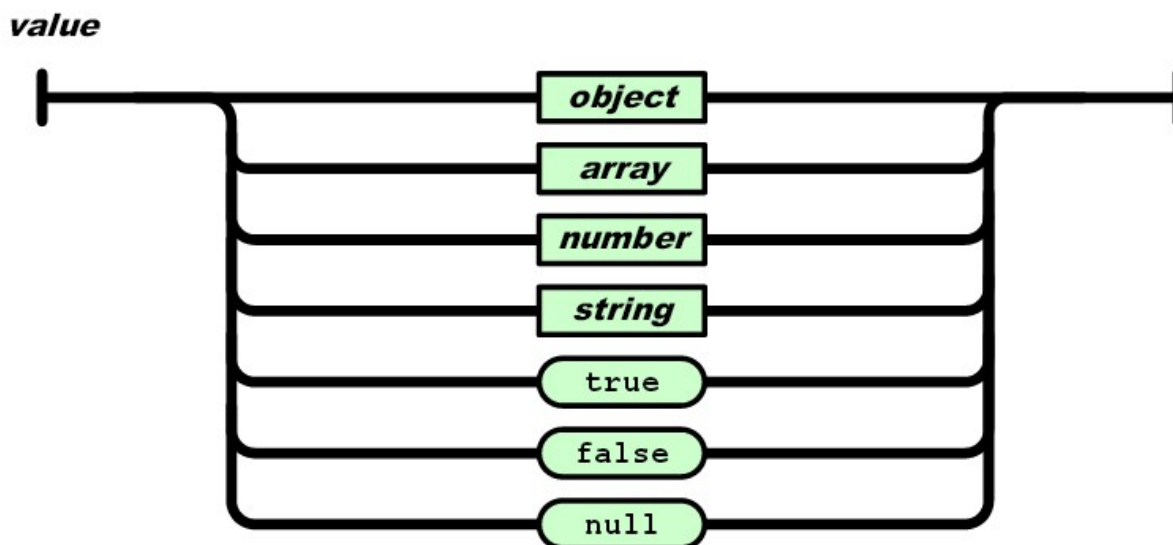 value
object
array
number
string
true
false
null